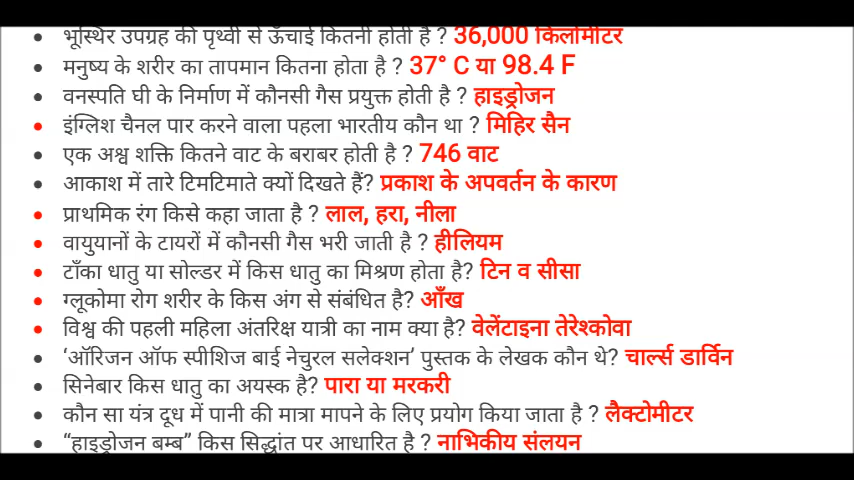 • भूस्थिर उपग्रह की पृथ्वी से ऊँचाई कितनी होती है ? 36,000 किलोमीटर
• मनुष्य के शरीर का तापमान कितना होता है ? 37° C या 98.4 F
• वनस्पति घी के निर्माण में कौनसी गैस प्रयुक्त होती है ? हाइड्रोजन
• इंग्लिश चैनल पार करने वाला पहला भारतीय कौन था ? मिहिर सैन
• एक अश्व शक्ति कितने वाट के बराबर होती है ? 746 वाट
• आकाश में तारे टिमटिमाते क्यों दिखते हैं? प्रकाश के अपवर्तन के कारण
• प्राथमिक रंग किसे कहा जाता है ? लाल, हरा, नीला
• वायुयानों के टायरों में कौनसी गैस भरी जाती है ? हीलियम
• टाँका धातु या सोल्डर में किस धातु का मिश्रण होता है? टिन व सीसा
• ग्लूकोमा रोग शरीर के किस अंग से संबंधित है? आँख
• विश्व की पहली महिला अंतरिक्ष यात्री का नाम क्या है? वेलेंटाइना तेरेश्कोवा
• ‘ऑरिजन ऑफ स्पीशिज बाई नेचुरल सलेक्शन’ पुस्तक के लेखक कौन थे? चार्ल्स डार्विन
• सिनेबार किस धातु का अयस्क है? पारा या मरकरी
• कौन सा यंत्र दूध में पानी की मात्रा मापने के लिए प्रयोग किया जाता है ? लैक्टोमीटर
• “हाइड्रोजन बम्ब” किस सिद्धांत पर आधारित है ? नाभिकीय संलयन